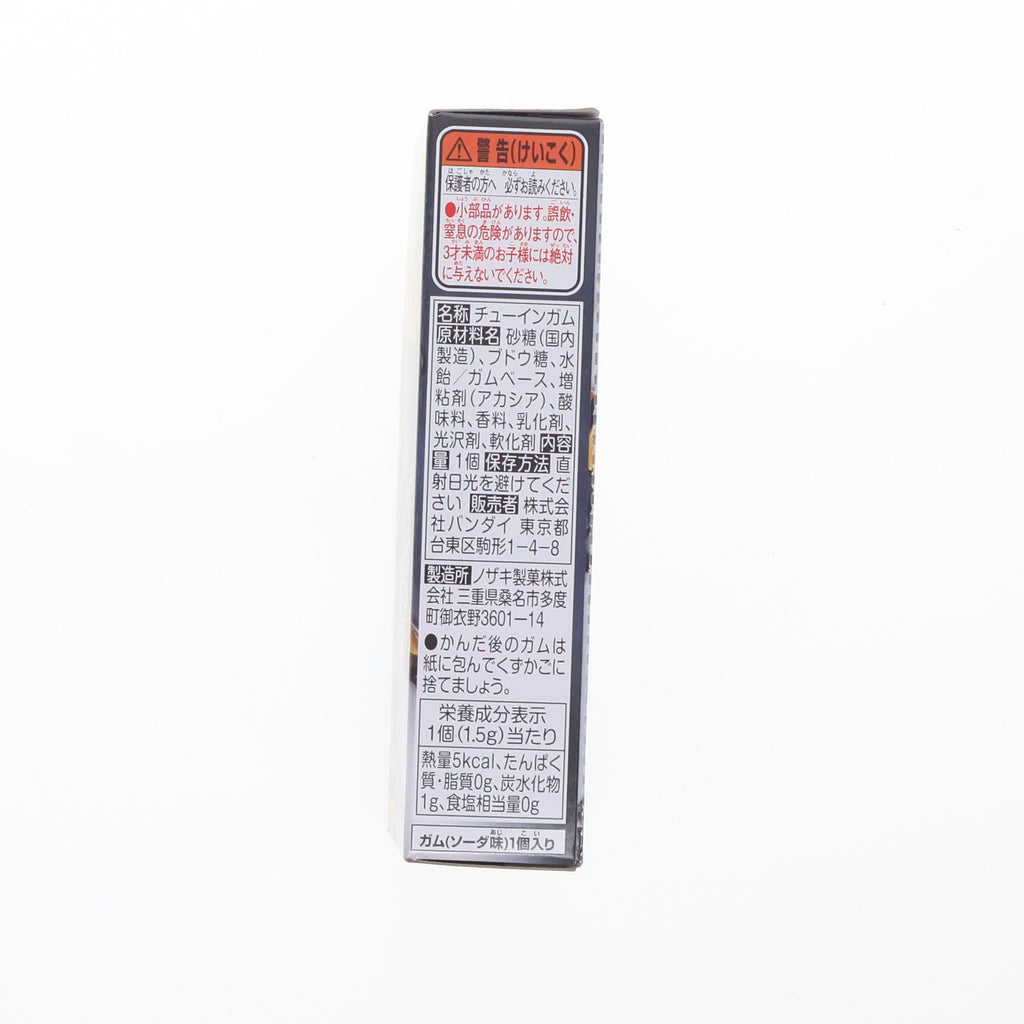 警告(けいこく)
保護者の方へ 必ずお読みください。
●小部品があります。誤飲・
窒息の危険がありますので、
3才未満のお子様には絶対
に与えないでください。
名称 チューインガム
原材料名 砂糖(国内
製造)、ブドウ糖、水
飴/ガムベース、増
粘剤(アカシア)、酸
味料、香料、乳化剤、
光沢剤、軟化剤 内容
量 1個 保存方法 直
射日光を避けてくだ
さい 販売者 株式会
社バンダイ 東京都
台東区駒形1-4-8
製造所 ノザキ製菓株式
会社 三重県桑名市多度
町御衣野3601-14
●かんだ後のガムは
紙に包んでくずかごに
捨てましょう。
栄養成分表示
1個(1.5g)当たり
熱量5kcal、たんぱく
質・脂質0g、炭水化物
1g、食塩相当量0g
ガム(ソーダ味)1個入り